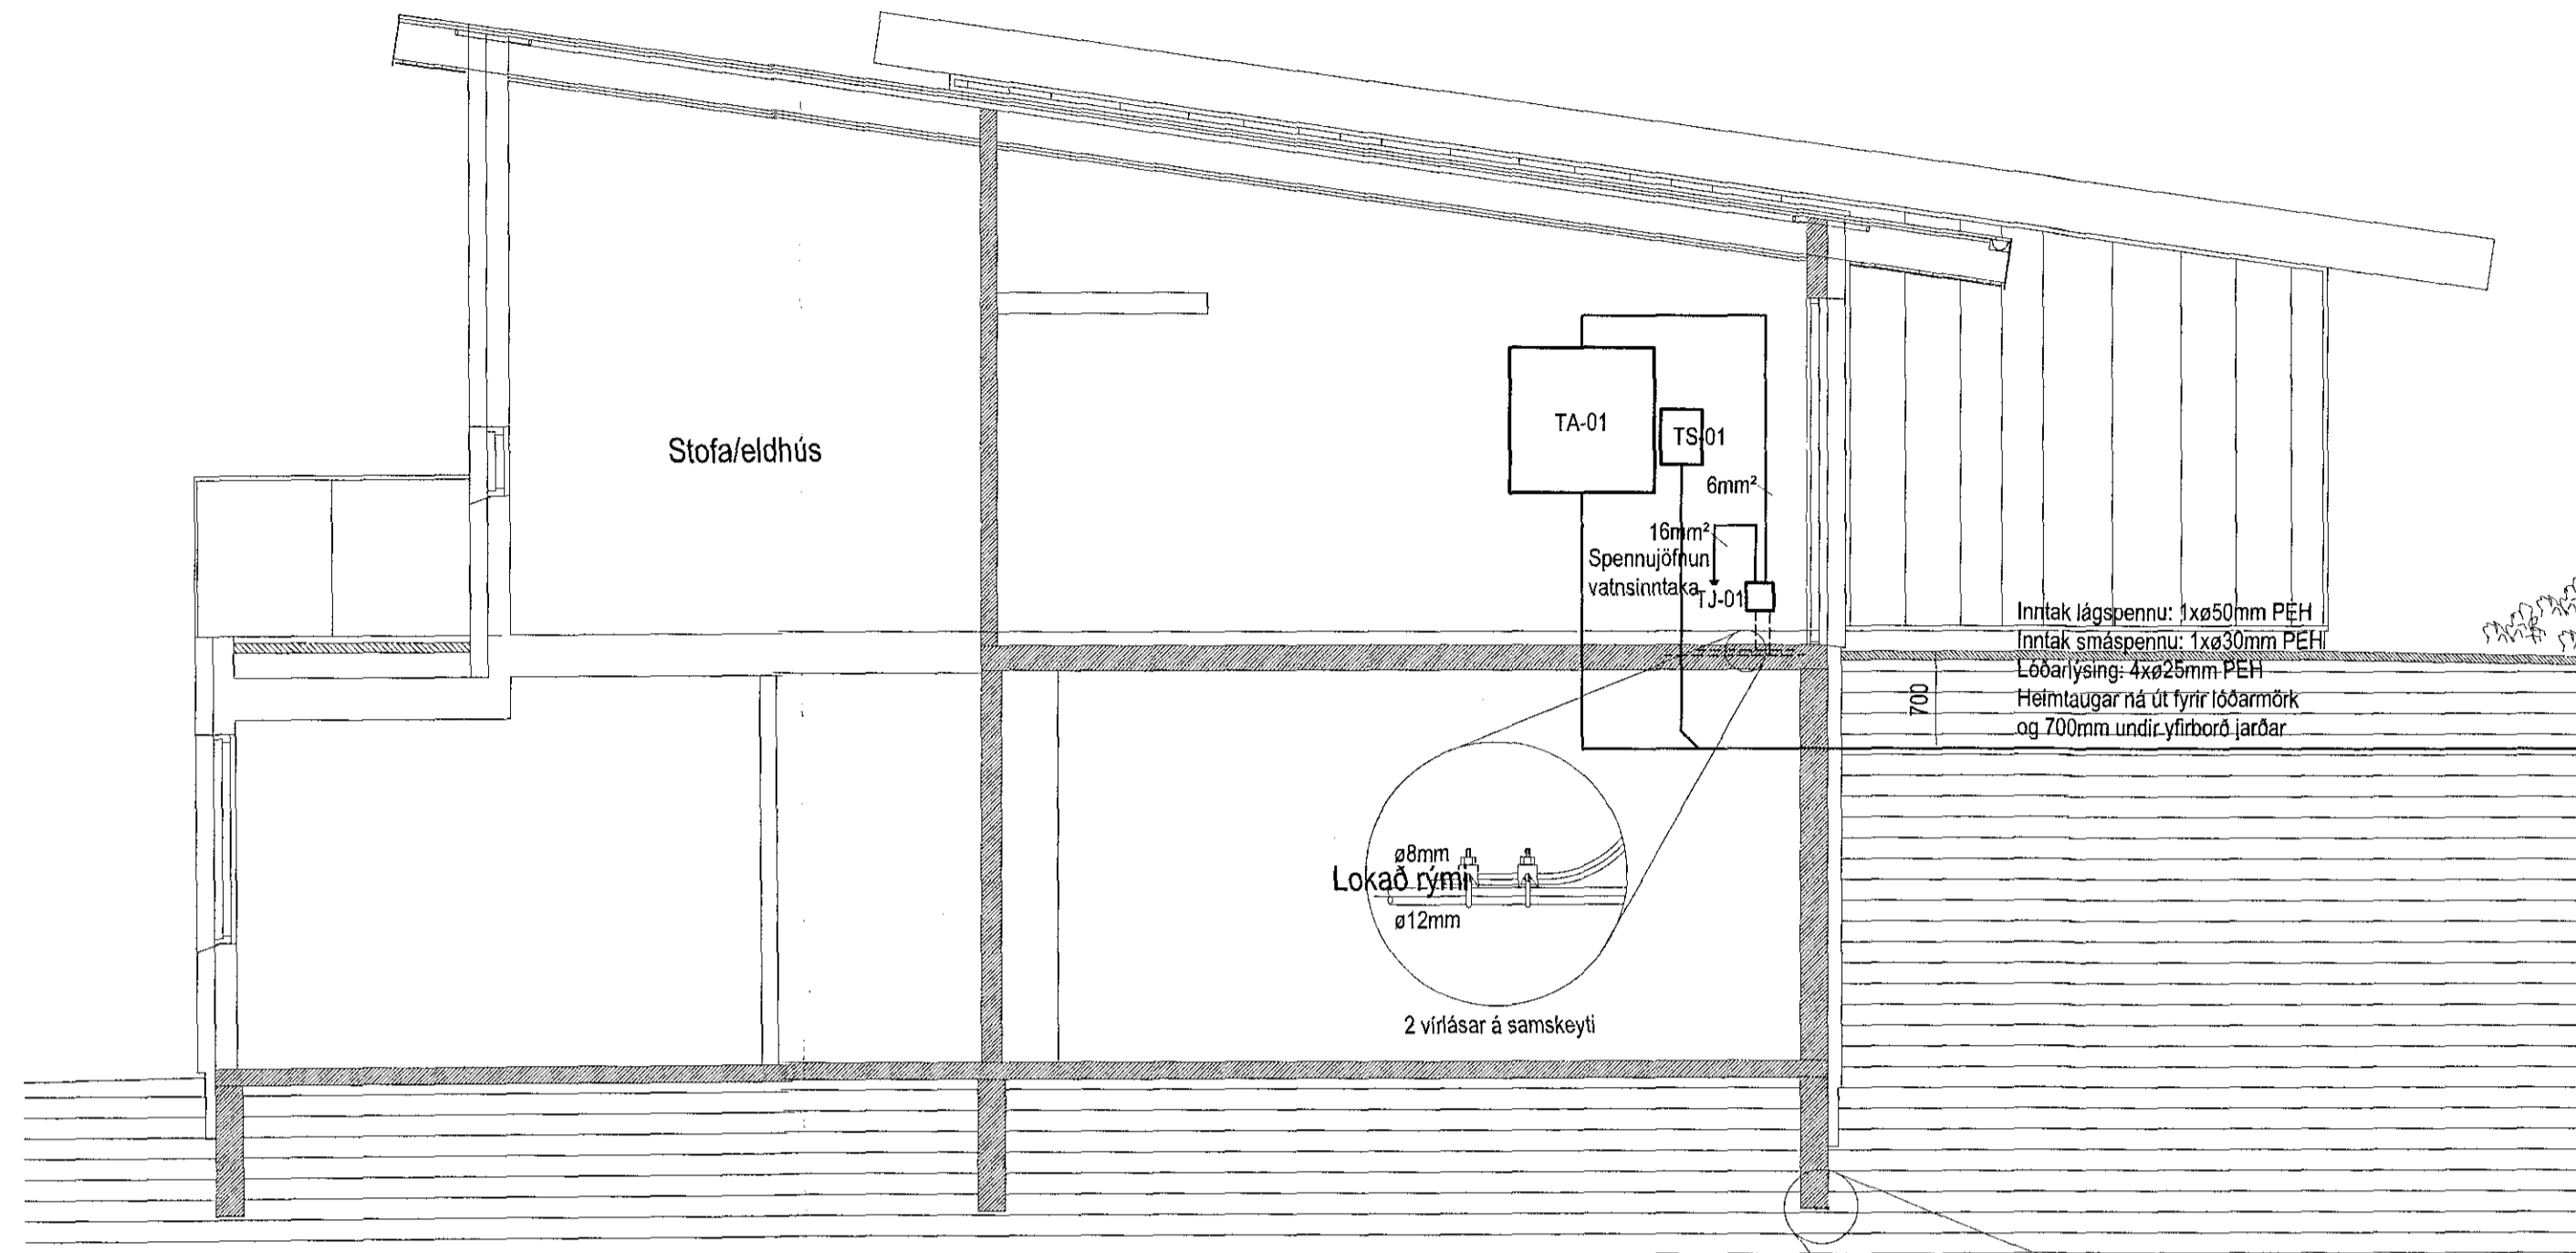 Stofa/eldhús
TA-01
TS-01
6mm²
16mm²
Spennujöfnun
vatnsinntaka
TJ-01
Inntak lágspennu: 1xø50mm PEH
Inntak smáspennu: 1xø30mm PEH
Lóðarlýsing: 4xø25mm PEH
Heimtaugar ná út fyrir lóðarmörk
og 700mm undir yfirborð jarðar
700
ø8mm
Lokað rými
ø12mm
2 vírlásar á samskeyti